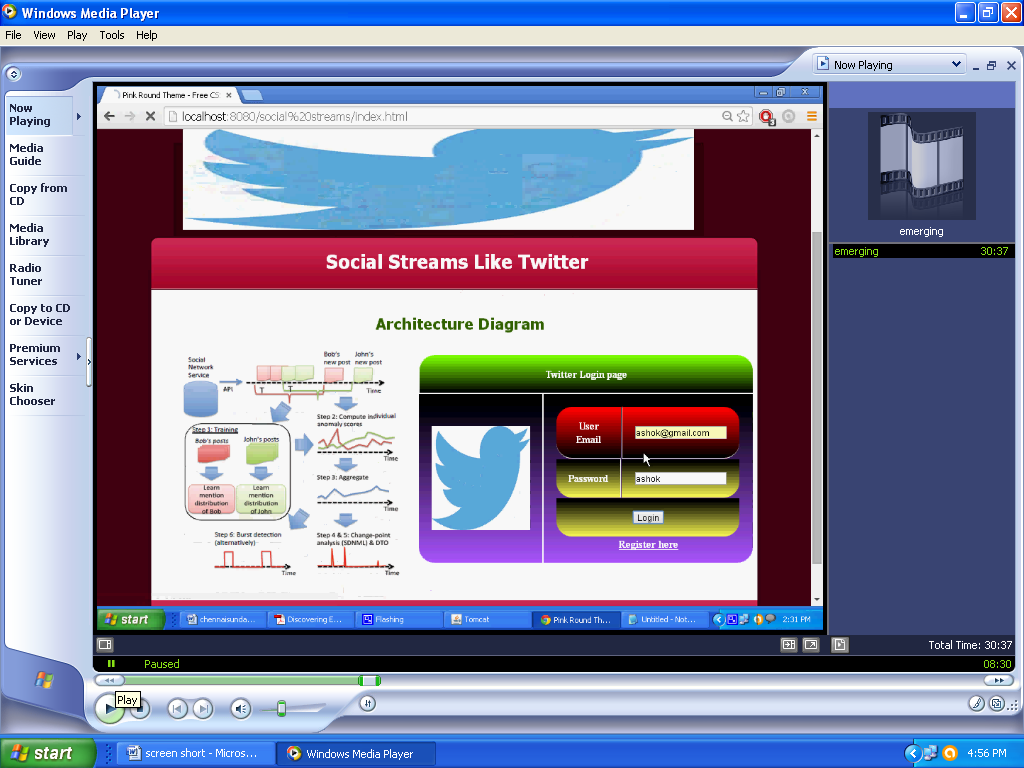 Windows Media Player
File View Play Tools Help
Now Playing
Now
Playing
Media
Guide
Copy from
CD
Media
Library
Radio
Tuner
Copy to CD
or Device
Premium
Services
Skin
Chooser
Pink Round Theme - Free CS
localhost:8080/social%20streams/index.html
Social Streams Like Twitter
Architecture Diagram
Social
Network
Service
API
Bob's
new post
John's
new post
T
T
Time
Step 1: Training
Bob's posts
John's posts
Learn
mention
distribution
of Bob
Learn
mention
distribution
of John
Step 2: Compute individual
anomaly scores
Time
Step 3: Aggregate
Time
Step 4 & 5: Change-point
analysis (SDNML) & DTO
Time
Step 6: Burst detection
(alternatively)
Time
Twitter Login page
User
Email
ashok@gmail.com
Password
ashok
Login
Register here
start
chennaisunda...
Discovering E...
Flashing
Tomcat
Pink Round Th...
Untitled - Not...
2:31 PM
emerging
emerging 30:37
Total Time: 30:37
Paused
08:30
Play
start
screen short - Micros...
Windows Media Player
4:56 PM